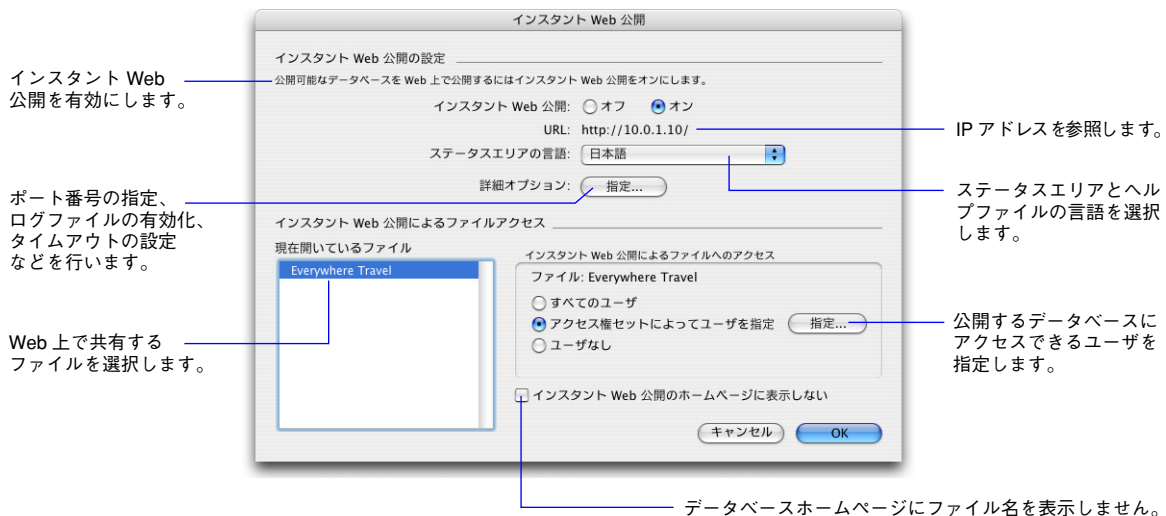 インスタント Web 公開
インスタント Web 公開の設定
公開可能なデータベースを Web 上で公開するにはインスタント Web 公開をオンにします。
インスタント Web 公開: オフ オン
URL: http://10.0.1.10/
ステータスエリアの言語: 日本語
詳細オプション: 指定...
インスタント Web 公開によるファイルアクセス
現在開いているファイル
Everywhere Travel
インスタント Web 公開によるファイルへのアクセス
ファイル: Everywhere Travel
すべてのユーザ
アクセス権セットによってユーザを指定 指定...
ユーザなし
インスタント Web 公開のホームページに表示しない
キャンセル OK
インスタント Web
公開を有効にします。
ポート番号の指定、
ログファイルの有効化、
タイムアウトの設定
などを行います。
Web 上で共有する
ファイルを選択します。
IP アドレスを参照します。
ステータスエリアとヘル
プファイルの言語を選択
します。
公開するデータベースに
アクセスできるユーザを
指定します。
データベースホームページにファイル名を表示しません。